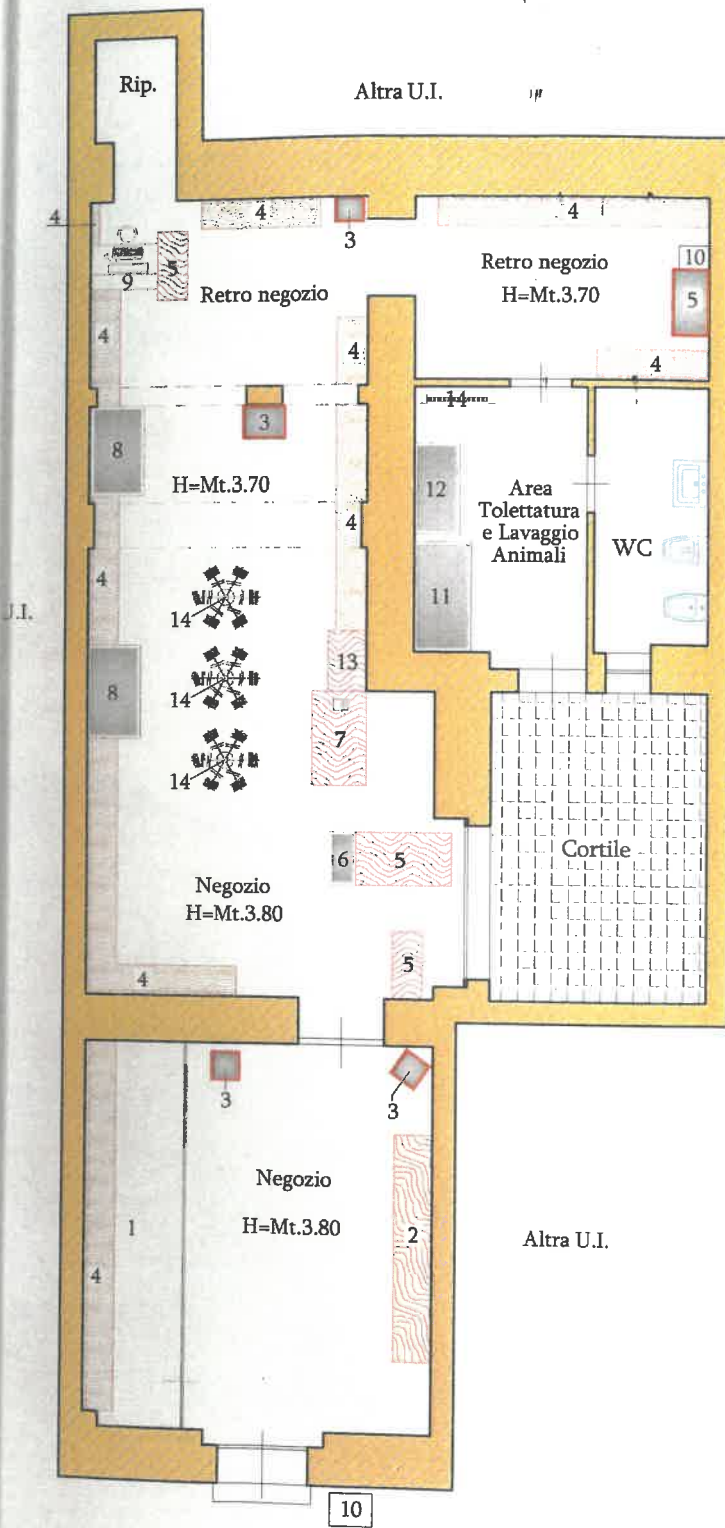 Rip.
Altra U.I.
4
4
3
4
10
Retro negozio
H=Mt.3.70
5
9
5
Retro negozio
4
4
4
14
3
8
H=Mt.3.70
12
Area
Tolettatura
e Lavaggio
Animali
WC
4
4
11
14
U.I.
13
8
14
7
14
6
5
Cortile
Negozio
H=Mt.3.80
5
4
3
3
Negozio
H=Mt.3.80
1
2
4
Altra U.I.
10